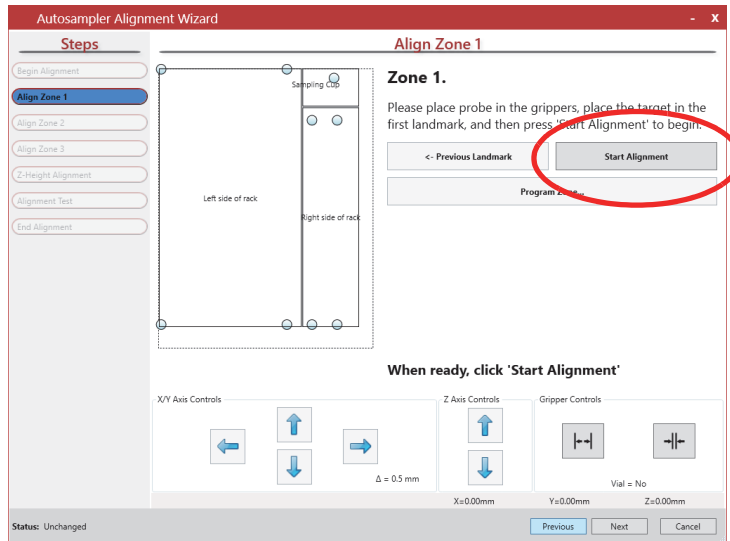 Autosampler Alignment Wizard
- X
Steps
Align Zone 1
Begin Alignment
Align Zone 1
Align Zone 2
Align Zone 3
Z-Height Alignment
Alignment Test
End Alignment
Sampling Cup
Left side of rack
Right side of rack
Zone 1.
Please place probe in the grippers, place the target in the
first landmark, and then press 'Start Alignment' to begin.
<- Previous Landmark
Start Alignment
Program Zone...
When ready, click 'Start Alignment'
X/Y Axis Controls
Δ = 0.5 mm
Z Axis Controls
Gripper Controls
Vial = No
X=0.00mm Y=0.00mm Z=0.00mm
Status: Unchanged
Previous
Next
Cancel